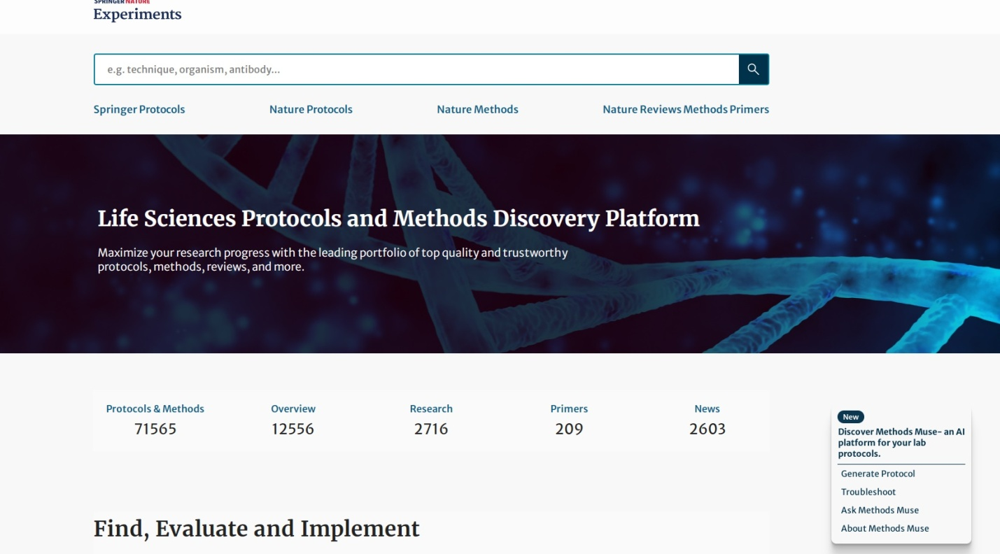 SPRINGER NATURE
Experiments
e.g. technique, organism, antibody...
Springer Protocols
Nature Protocols
Nature Methods
Nature Reviews Methods Primers
Life Sciences Protocols and Methods Discovery Platform
Maximize your research progress with the leading portfolio of top quality and trustworthy
protocols, methods, reviews, and more.
Protocols & Methods
71565
Overview
12556
Research
2716
Primers
209
News
2603
New
Discover Methods Muse– an AI
platform for your lab
protocols.
Generate Protocol
Troubleshoot
Ask Methods Muse
About Methods Muse
Find, Evaluate and Implement